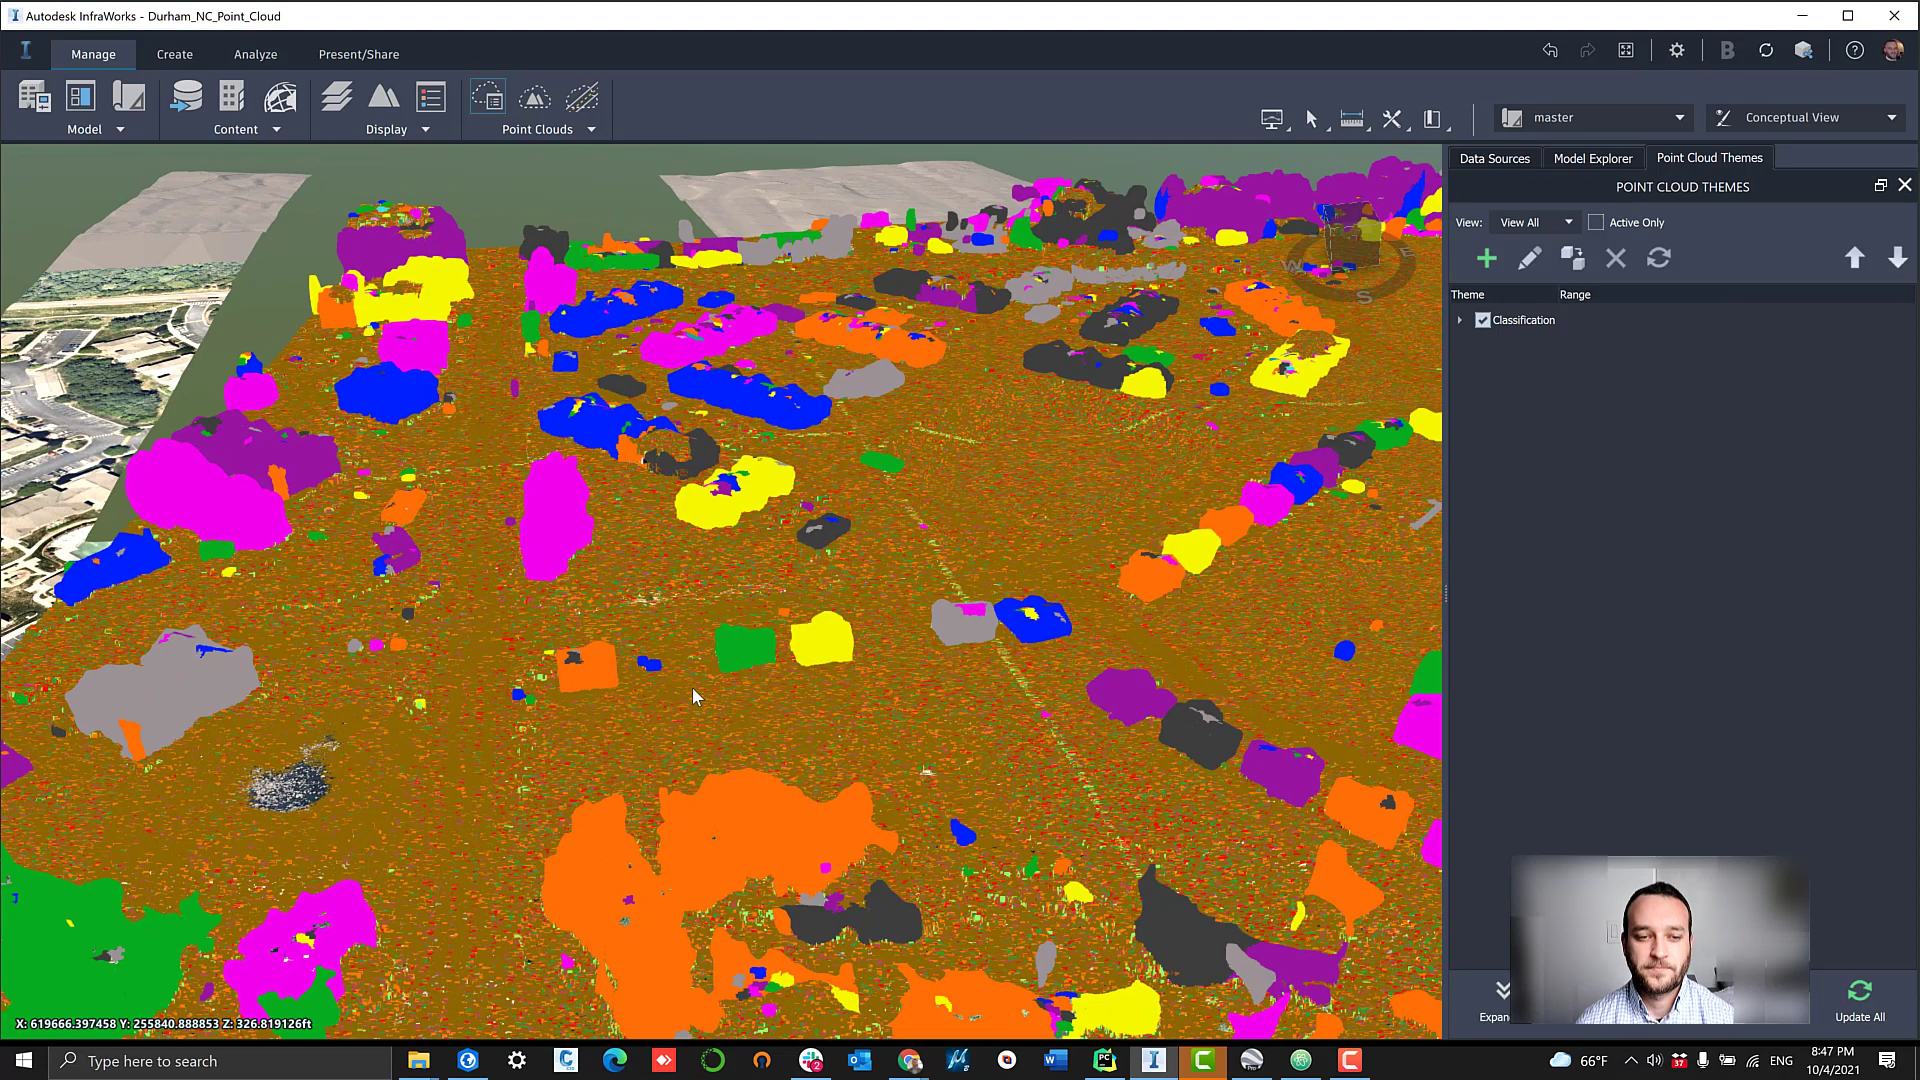 Autodesk InfraWorks - Durham_NC_Point_Cloud
Manage
Create
Analyze
Present/Share
Model
Content
Display
Point Clouds
master
Conceptual View
Data Sources
Model Explorer
Point Cloud Themes
POINT CLOUD THEMES
View:
View All
Active Only
Theme
Range
Classification
W
S
E
X: 619666.397458 Y: 255840.888853 Z: 326.819126ft
Update All
Type here to search
66°F
37
ENG
8:47 PM
10/4/2021